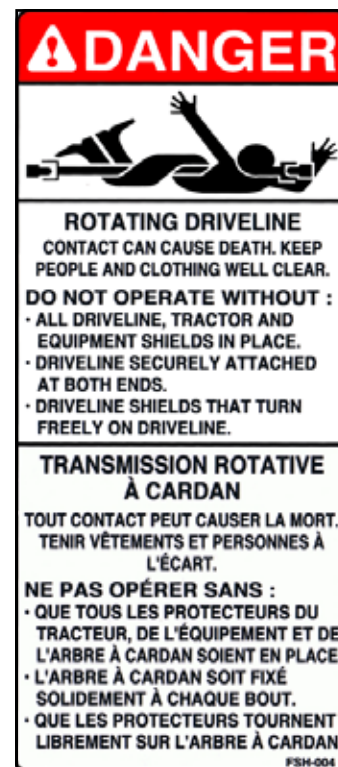 DANGER
ROTATING DRIVELINE
CONTACT CAN CAUSE DEATH. KEEP
PEOPLE AND CLOTHING WELL CLEAR.
DO NOT OPERATE WITHOUT :
· ALL DRIVELINE, TRACTOR AND
EQUIPMENT SHIELDS IN PLACE.
· DRIVELINE SECURELY ATTACHED
AT BOTH ENDS.
· DRIVELINE SHIELDS THAT TURN
FREELY ON DRIVELINE.
TRANSMISSION ROTATIVE
À CARDAN
TOUT CONTACT PEUT CAUSER LA MORT.
TENIR VÊTEMENTS ET PERSONNES À
L'ÉCART.
NE PAS OPÉRER SANS :
· QUE TOUS LES PROTECTEURS DU
TRACTEUR, DE L'ÉQUIPEMENT ET DE
L'ARBRE À CARDAN SOIENT EN PLACE
· L'ARBRE À CARDAN SOIT FIXÉ
SOLIDEMENT À CHAQUE BOUT.
· QUE LES PROTECTEURS TOURNENT
LIBREMENT SUR L'ARBRE À CARDAN
FSH-004